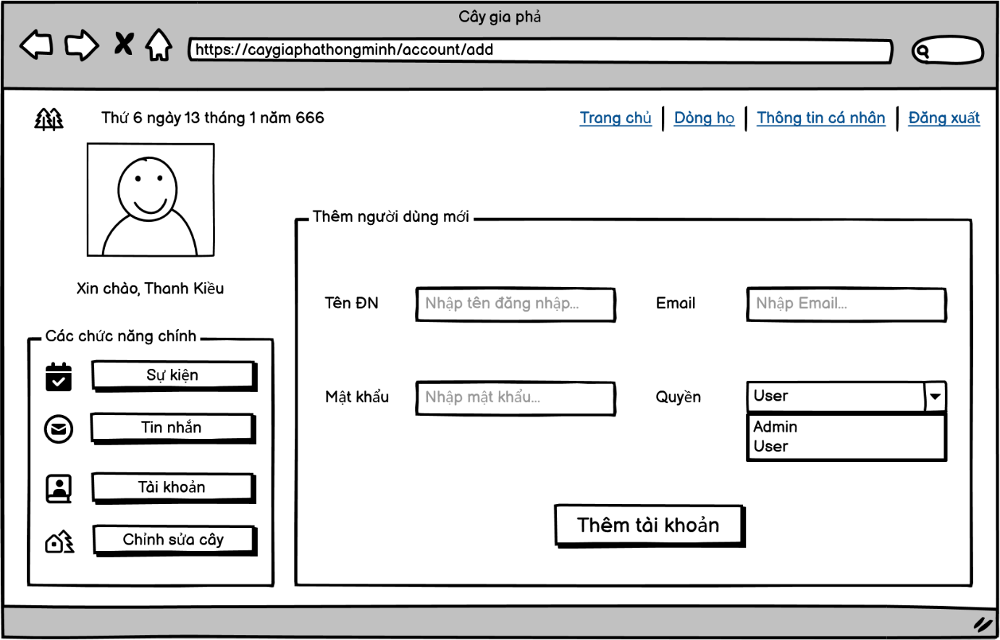 Cây gia phả
https://caygiaphathongminh/account/add
Thứ 6 ngày 13 tháng 1 năm 666
Trang chủ | Dòng họ | Thông tin cá nhân | Đăng xuất
Xin chào, Thanh Kiều
Các chức năng chính
Sự kiện
Tin nhắn
Tài khoản
Chỉnh sửa cây
Thêm người dùng mới
Tên ĐN
Nhập tên đăng nhập...
Email
Nhập Email...
Mật khẩu
Nhập mật khẩu...
Quyền
User
Admin
User
Thêm tài khoản